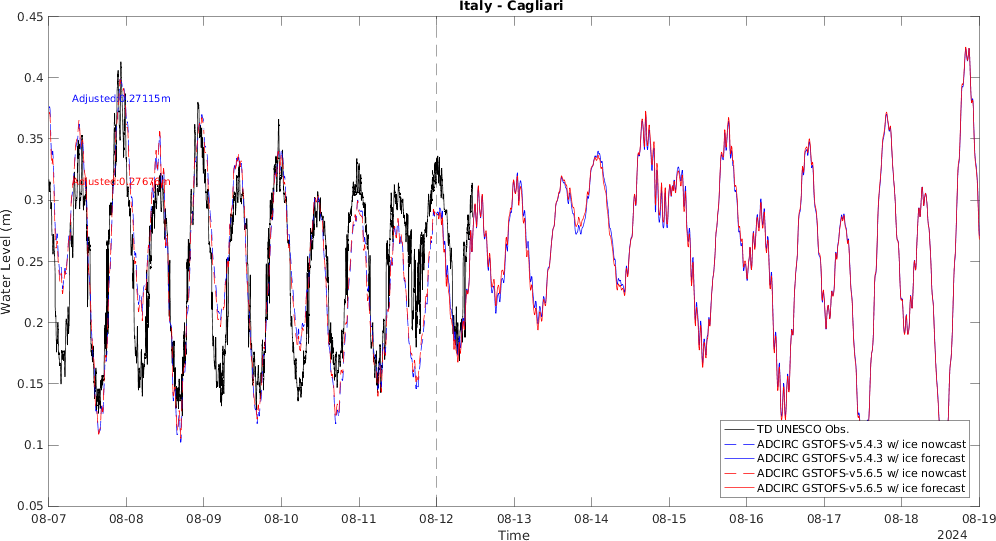 Italy - Cagliari
0.45
0.4
0.35
0.3
0.25
0.2
0.15
0.1
0.05
Water Level (m)
Adjusted:0.27115m
TD UNESCO Obs.
ADCIRC GSTOFS-v5.4.3 w/ ice nowcast
ADCIRC GSTOFS-v5.4.3 w/ ice forecast
ADCIRC GSTOFS-v5.6.5 w/ ice nowcast
ADCIRC GSTOFS-v5.6.5 w/ ice forecast
08-07 08-08 08-09 08-10 08-11 08-12 08-13 08-14 08-15 08-16 08-17 08-18 08-19
Time
2024